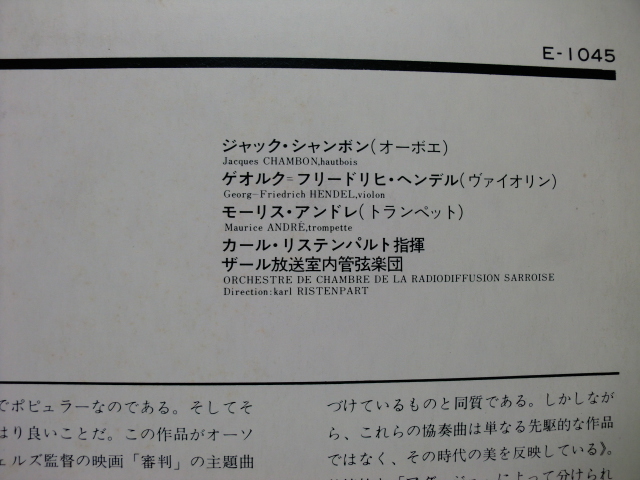 E-1045
ジャック・シャンボン(オーボエ)
Jacques CHAMBON,hautbois
ゲオルク=フリードリヒ・ヘンデル(ヴァイオリン)
Georg-Friedrich HENDEL,violon
モーリス・アンドレ(トランペット)
Maurice ANDRÉ,trompette
カール・リステンパルト指揮
ザール放送室内管弦楽団
ORCHESTRE DE CHAMBRE DE LA RADIODIFFUSION SARROISE
Direction:karl RISTENPART
でポピュラーなのである。そしてそ
はり良いことだ。この作品がオーソ
ェルズ監督の映画「審判」の主題曲
づけているものと同質である。しかしなが
ら、これらの協奏曲は単なる先駆的な作品
ではなく、その時代の美を反映している》。
によって分けられ